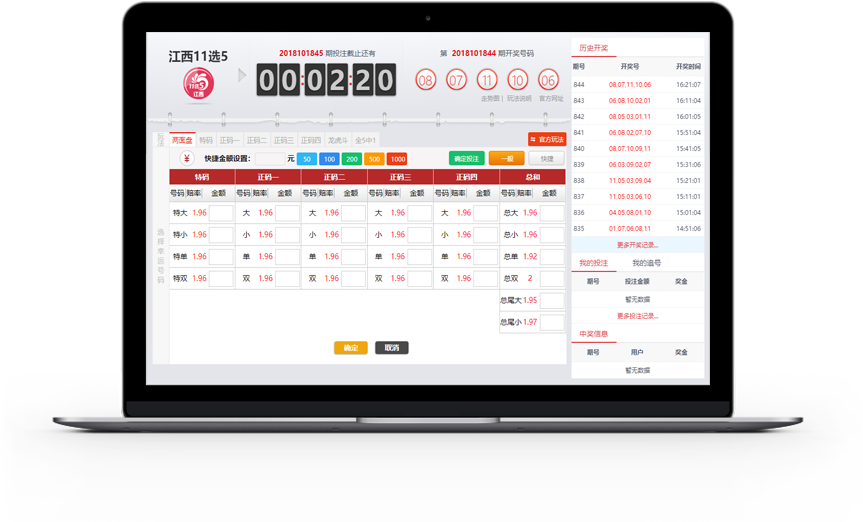 江西11选5
2018101845 期投注截止还有
00:02:20
第 2018101844 期开奖号码
08 07 11 10 06
走势图 | 玩法说明 官方网址
11选5
江西
玩法
两面盘 特码 正码一 正码二 正码三 正码四 龙虎斗 全5中1
官方玩法
¥ 快捷金额设置: 元 50 100 200 500 1000
确定投注 一般 快捷
特码 正码一 正码二 正码三 正码四 总和
号码 赔率 金额 号码 赔率 金额 号码 赔率 金额 号码 赔率 金额 号码 赔率 金额 号码 赔率 金额
特大 1.96 大 1.96 大 1.96 大 1.96 大 1.96 总大 1.96
特小 1.96 小 1.96 小 1.96 小 1.96 小 1.96 总小 1.96
特单 1.96 单 1.96 单 1.96 单 1.96 单 1.96 总单 1.92
特双 1.96 双 1.96 双 1.96 双 1.96 双 1.96 总双 2
总尾大 1.95
总尾小 1.97
确定 取消
历史开奖
期号 开奖号 开奖时间
844 08,07,11,10,06 16:21:07
843 06,08,10,02,01 16:11:04
842 08,05,03,01,11 16:01:05
841 06,08,02,07,10 15:51:04
840 08,07,10,09,11 15:41:05
839 06,03,09,02,07 15:31:06
838 11,05,03,09,04 15:21:01
837 11,05,03,06,10 15:11:01
836 04,05,08,01,10 15:01:04
835 01,07,06,08,11 14:51:06
更多开奖记录...
我的投注 我的追号
期号 投注金额 奖金
暂无数据
更多投注记录...
中奖信息
期号 用户 奖金
暂无数据